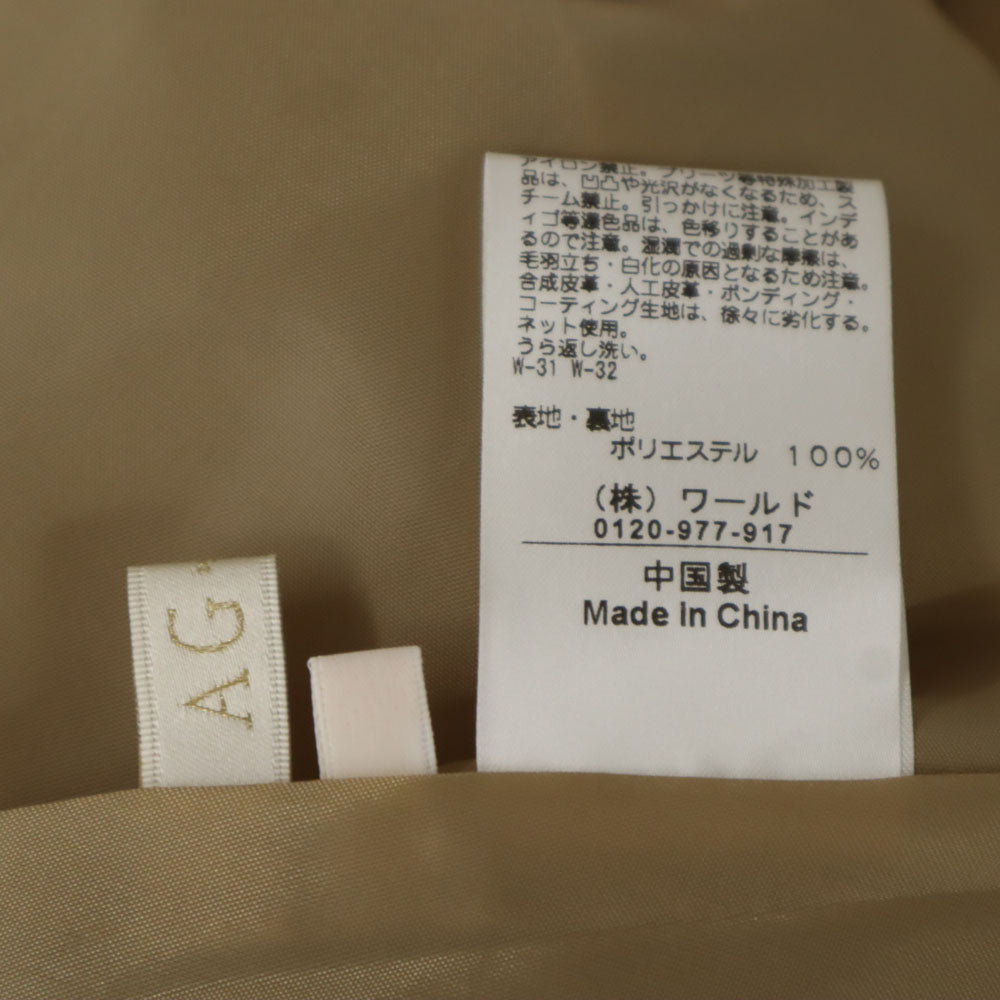 アイロン禁止。プリーツ等特殊加工製
品は、凹凸や光沢がなくなるため、ス
チーム禁止。引っかけに注意。インデ
ィゴ等濃色品は、色移りすることがあ
るので注意。湿潤での過剰な摩擦は、
毛羽立ち・白化の原因となるため注意。
合成皮革・人工皮革・ボンディング・
コーティング生地は、徐々に劣化する。
ネット使用。
うら返し洗い。
W-31 W-32
表地・裏地
ポリエステル 100%
(株) ワールド
0120-977-917
中国製
Made in China
AG